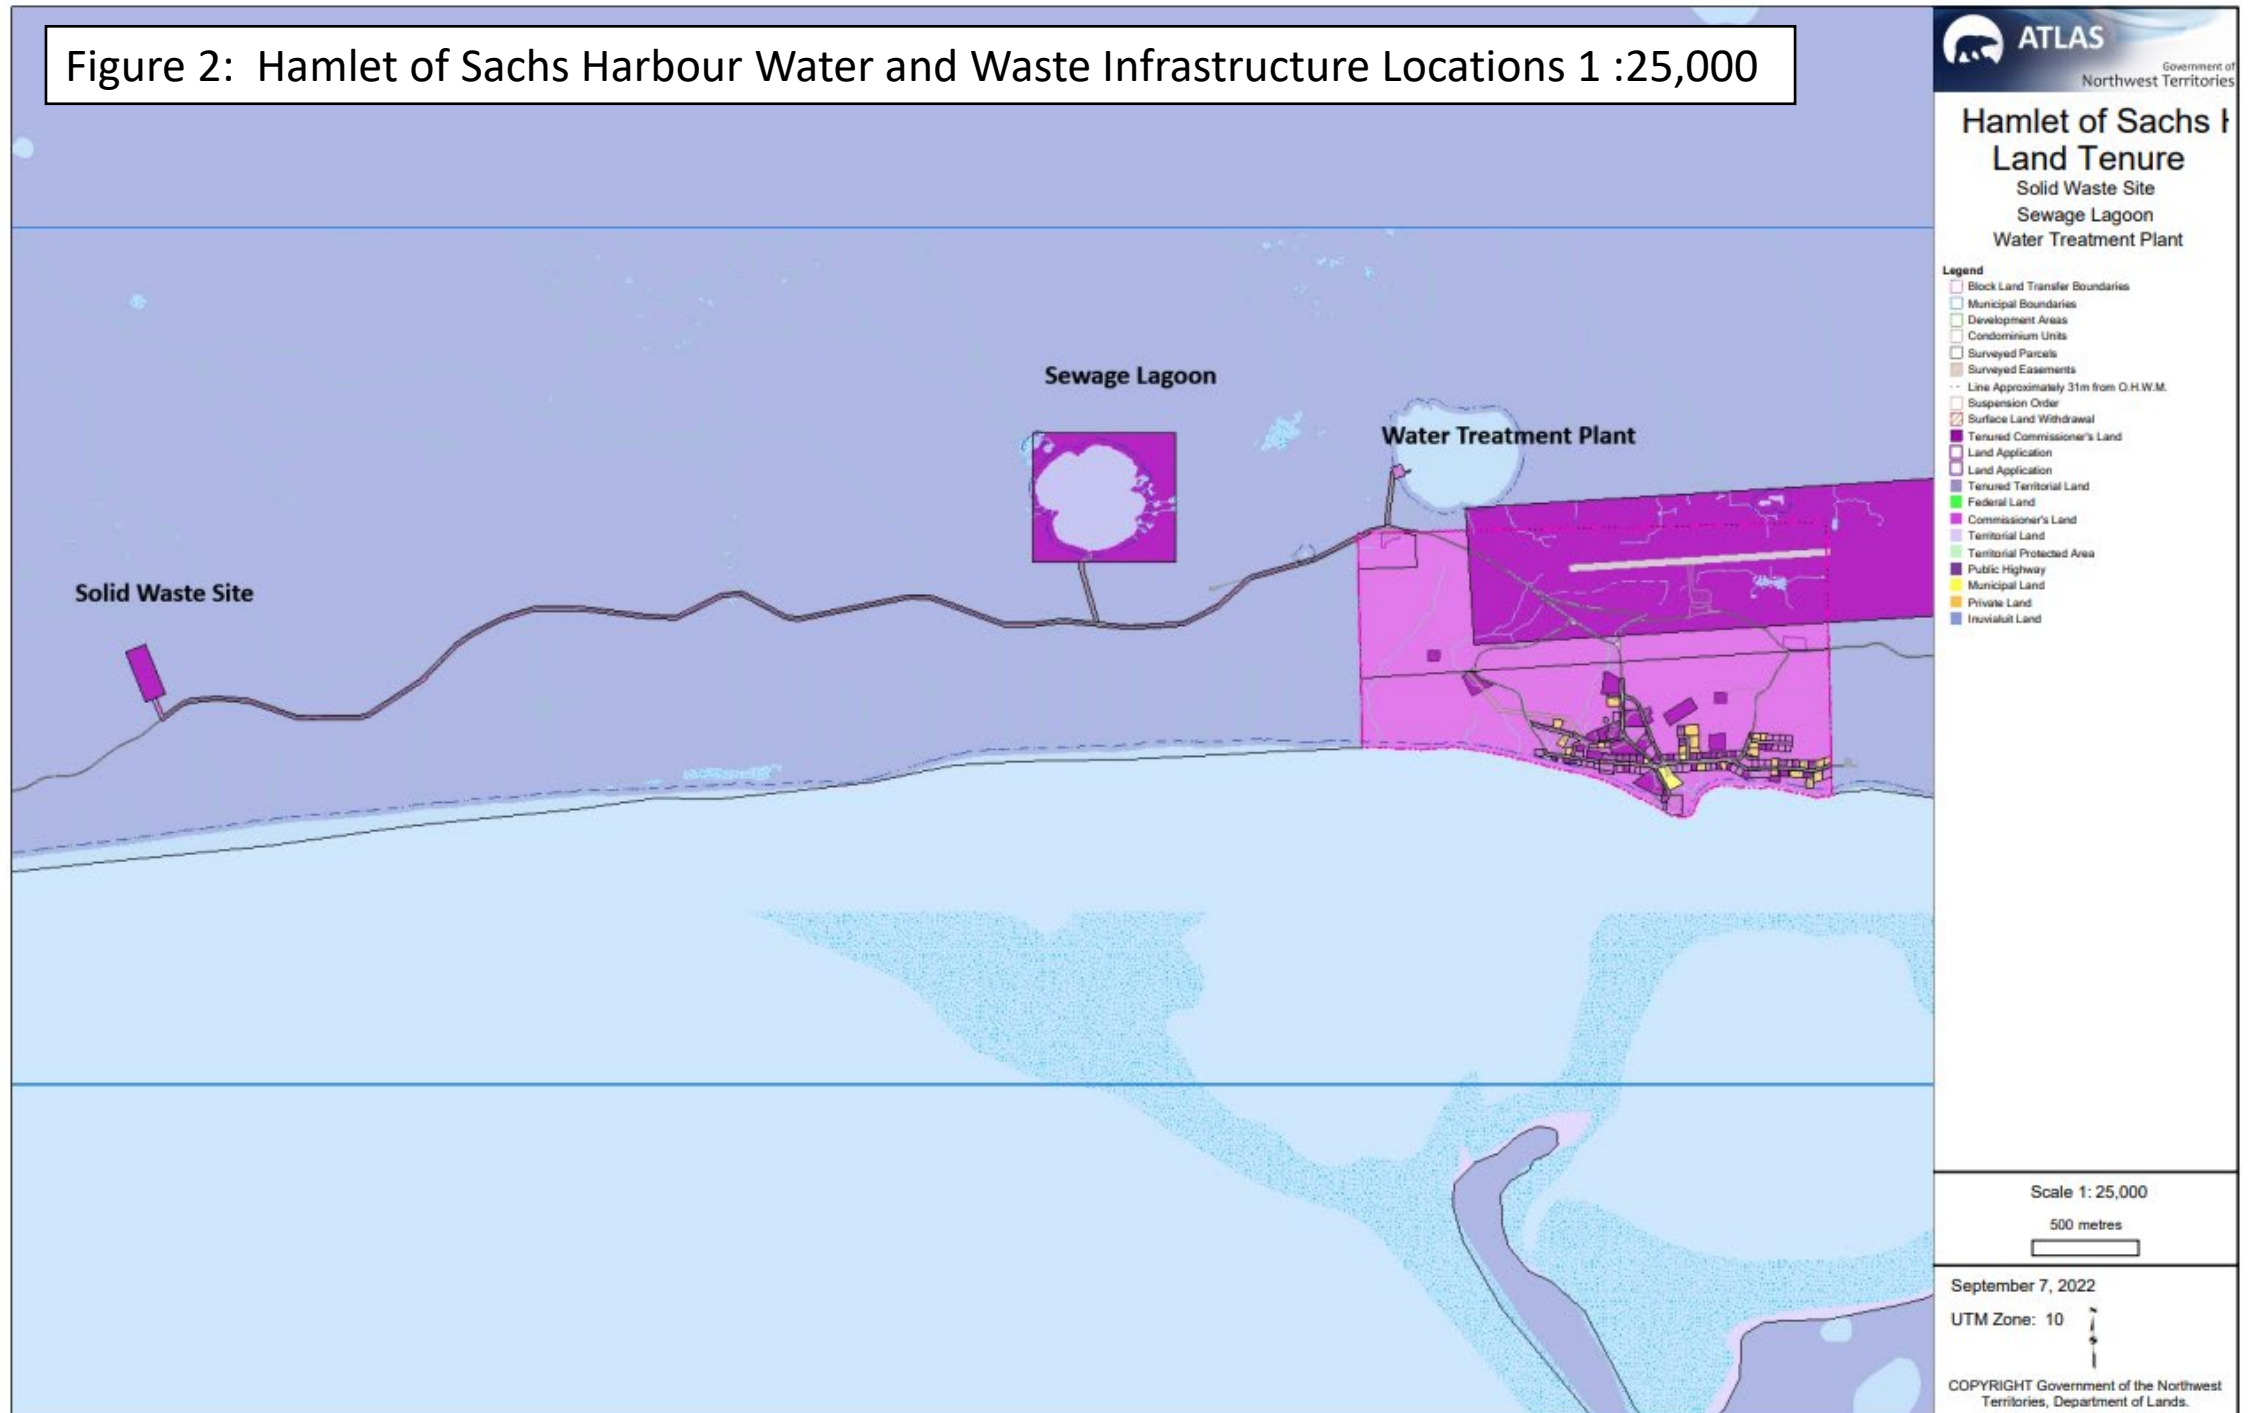 Figure 2: Hamlet of Sachs Harbour Water and Waste Infrastructure Locations 1 :25,000
Sewage Lagoon
Water Treatment Plant
Solid Waste Site
ATLAS
Government of
Northwest Territories
Hamlet of Sachs
Land Tenure
Solid Waste Site
Sewage Lagoon
Water Treatment Plant
Legend
Block Land Transfer Boundaries
Municipal Boundaries
Development Areas
Condominium Units
Surveyed Parcels
Surveyed Easements
Line Approximately 31m from O.H.W.M.
Suspension Order
Surface Land Withdrawal
Tenured Commissioner's Land
Land Application
Land Application
Tenured Territorial Land
Federal Land
Commissioner's Land
Territorial Land
Territorial Protected Area
Public Highway
Municipal Land
Private Land
Inuvialuit Land
Scale 1: 25,000
500 metres
September 7, 2022
UTM Zone: 10
COPYRIGHT Government of the Northwest
Territories, Department of Lands.